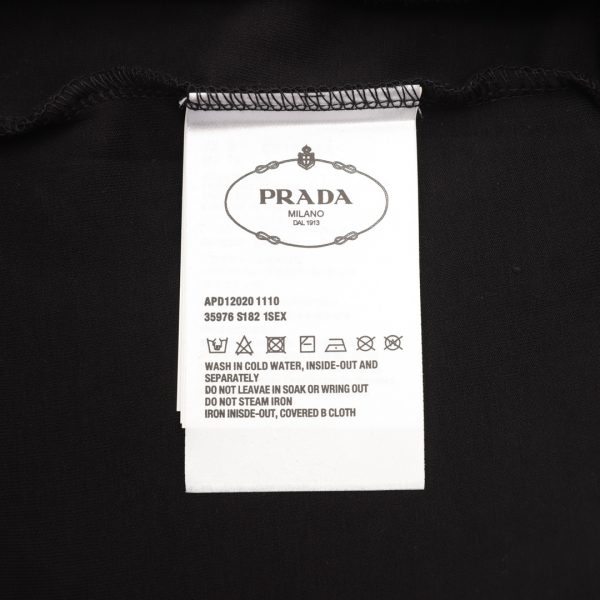 PRADA
MILANO
DAL 1913
APD12020 1110
35976 S182 1SEX
WASH IN COLD WATER, INSIDE-OUT AND
SEPARATELY
DO NOT LEAVAE IN SOAK OR WRING OUT
DO NOT STEAM IRON
IRON INISDE-OUT, COVERED B CLOTH